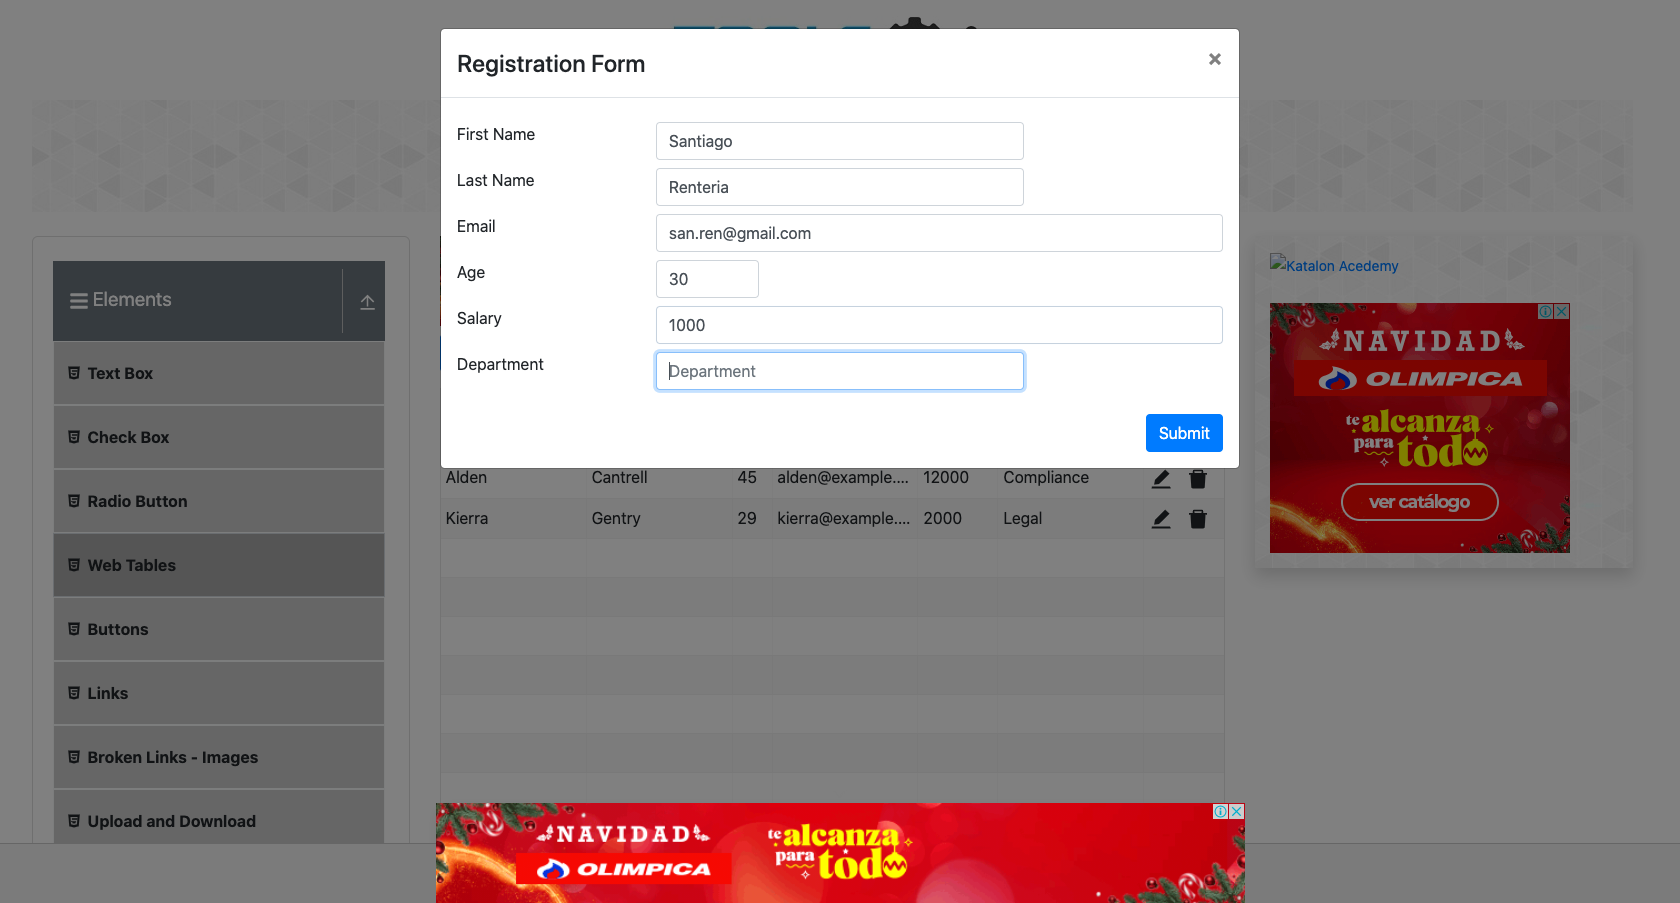 Registration Form
×
First Name
Santiago
Last Name
Renteria
Email
san.ren@gmail.com
Age
30
Salary
1000
Department
Department
Submit
Elements
Text Box
Check Box
Radio Button
Web Tables
Buttons
Links
Broken Links - Images
Upload and Download
Alden Cantrell 45 alden@example.... 12000 Compliance
Kierra Gentry 29 kierra@example.... 2000 Legal
Katalon Acedemy
NAVIDAD
OLIMPICA
te alcanza
para todo
ver catálogo
NAVIDAD
OLIMPICA
te alcanza
para todo